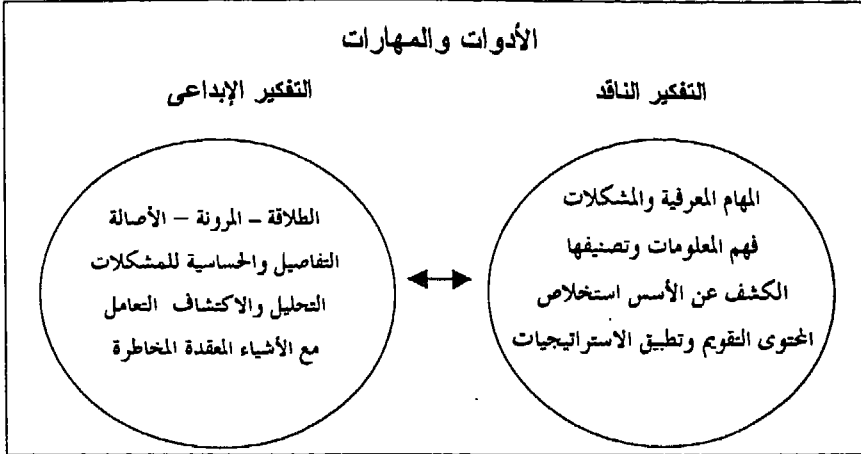 الأدوات والمهارات
التفكير الناقد
التفكير الإبداعى
المهام المعرفية والمشكلات
فهم المعلومات وتصنيفها
الكشف عن الأسس استخلاص
المحتوى التقويم وتطبيق الاستراتيجيات
الطلاقة – المرونة – الأصالة
التفاصيل والحساسية للمشكلات
التحليل والاكتشاف التعامل
مع الأشياء المعقدة المخاطرة